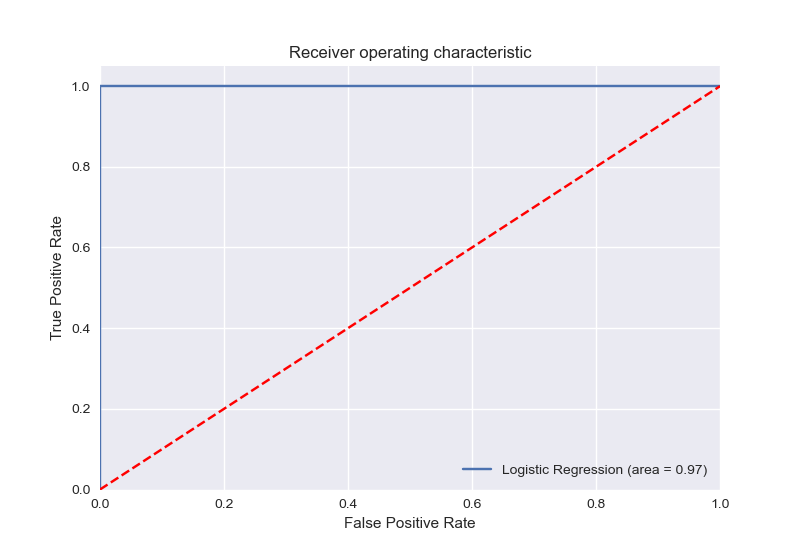 Receiver operating characteristic
True Positive Rate
1.0
0.8
0.6
0.4
0.2
0.0
Logistic Regression (area = 0.97)
0.0 0.2 0.4 0.6 0.8 1.0
False Positive Rate